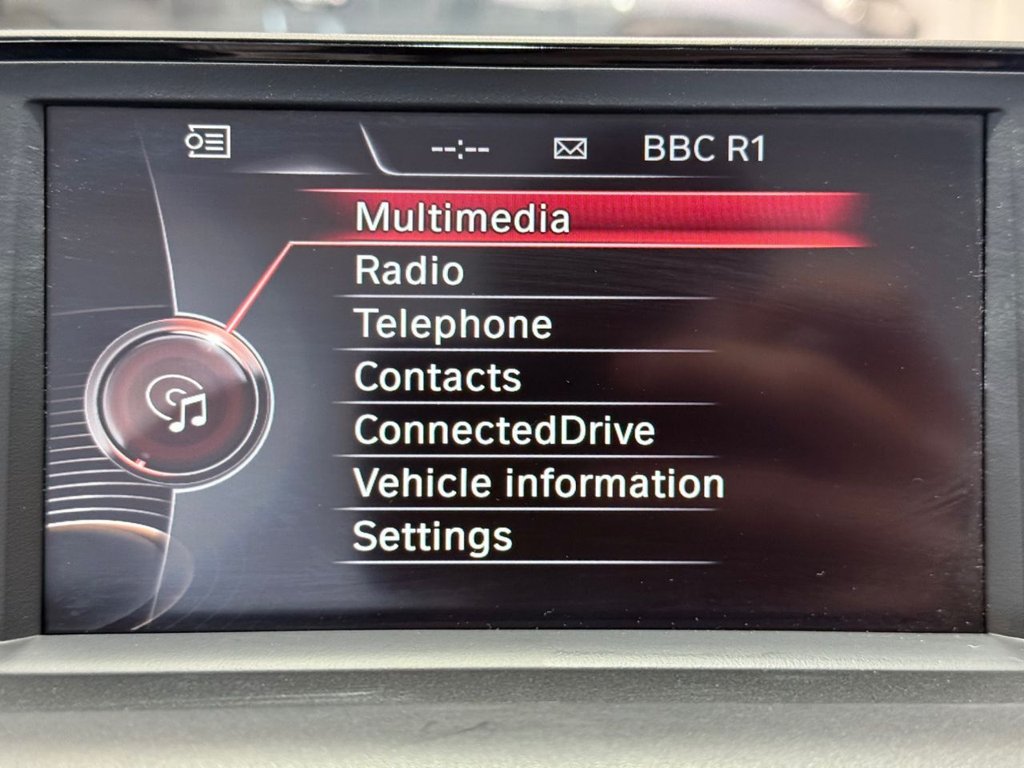 --:-- BBC R1
Multimedia
Radio
Telephone
Contacts
ConnectedDrive
Vehicle information
Settings